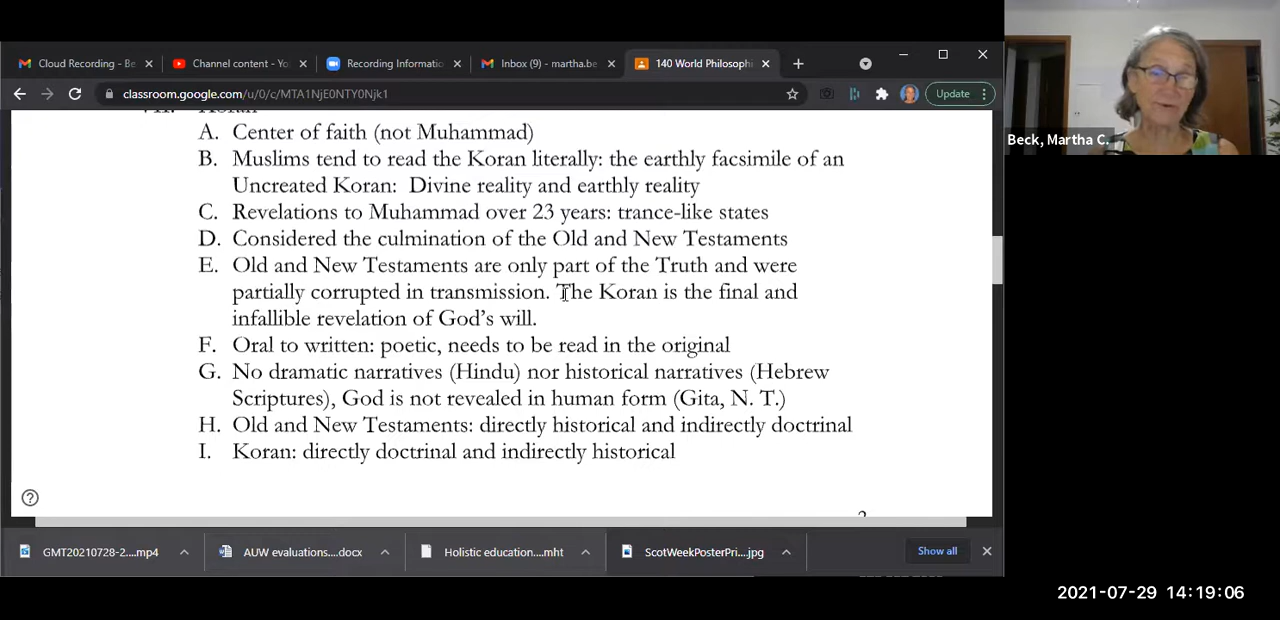 Cloud Recording - Be
Channel content - Yo
Recording Informatio
Inbox (9) - martha.be
140 World Philosophi
classroom.google.com/u/0/c/MTA1NjE0NTY0Njk1
Update
A. Center of faith (not Muhammad)
B. Muslims tend to read the Koran literally: the earthly facsimile of an
Uncreated Koran: Divine reality and earthly reality
C. Revelations to Muhammad over 23 years: trance-like states
D. Considered the culmination of the Old and New Testaments
E. Old and New Testaments are only part of the Truth and were
partially corrupted in transmission. The Koran is the final and
infallible revelation of God's will.
F. Oral to written: poetic, needs to be read in the original
G. No dramatic narratives (Hindu) nor historical narratives (Hebrew
Scriptures), God is not revealed in human form (Gita, N. T.)
H. Old and New Testaments: directly historical and indirectly doctrinal
I. Koran: directly doctrinal and indirectly historical
Beck, Martha C.
GMT20210728-2....mp4
AUW evaluations....docx
Holistic education....mht
ScotWeekPosterPri....jpg
Show all
2021-07-29 14:19:06